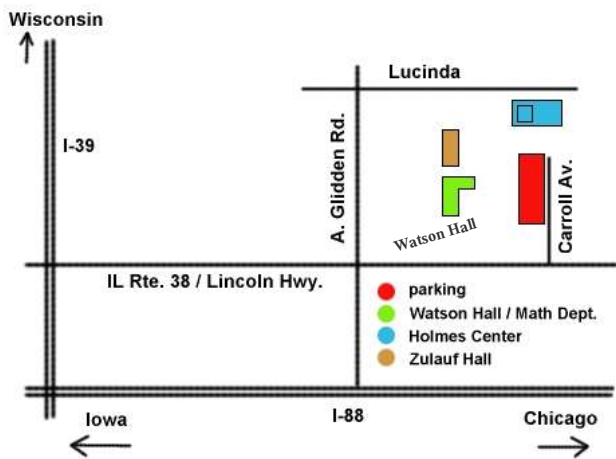 Wisconsin
Lucinda
I-39
A. Glidden Rd.
Carroll Av.
Watson Hall
IL Rte. 38 / Lincoln Hwy.
parking
Watson Hall / Math Dept.
Holmes Center
Zulauf Hall
Iowa
I-88
Chicago